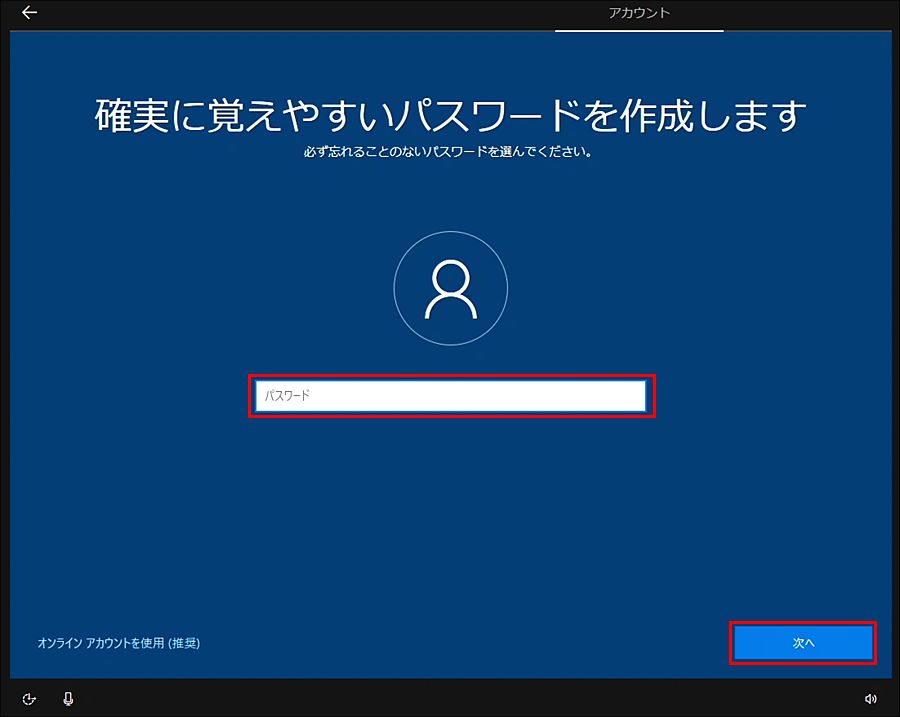 アカウント
確実に覚えやすいパスワードを作成します
必ず忘れることのないパスワードを選んでください。
パスワード
オンライン アカウントを使用 (推奨)
次へ